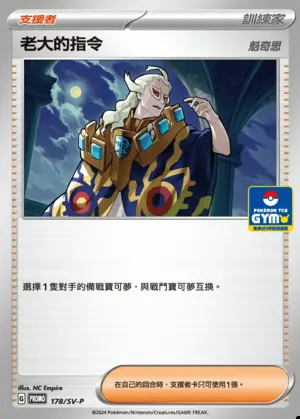 支援者
訓練家
老大的指令
魁奇思
POKÉMON TCG
GYM
選擇1隻對手的備戰寶可夢，與戰鬥寶可夢互換。
Illus. NC Empire
G PROMO 178/SV-P
在自己的回合時，支援者卡只可使用1張。
©2024 Pokémon/Nintendo/Creatures/GAME FREAK.